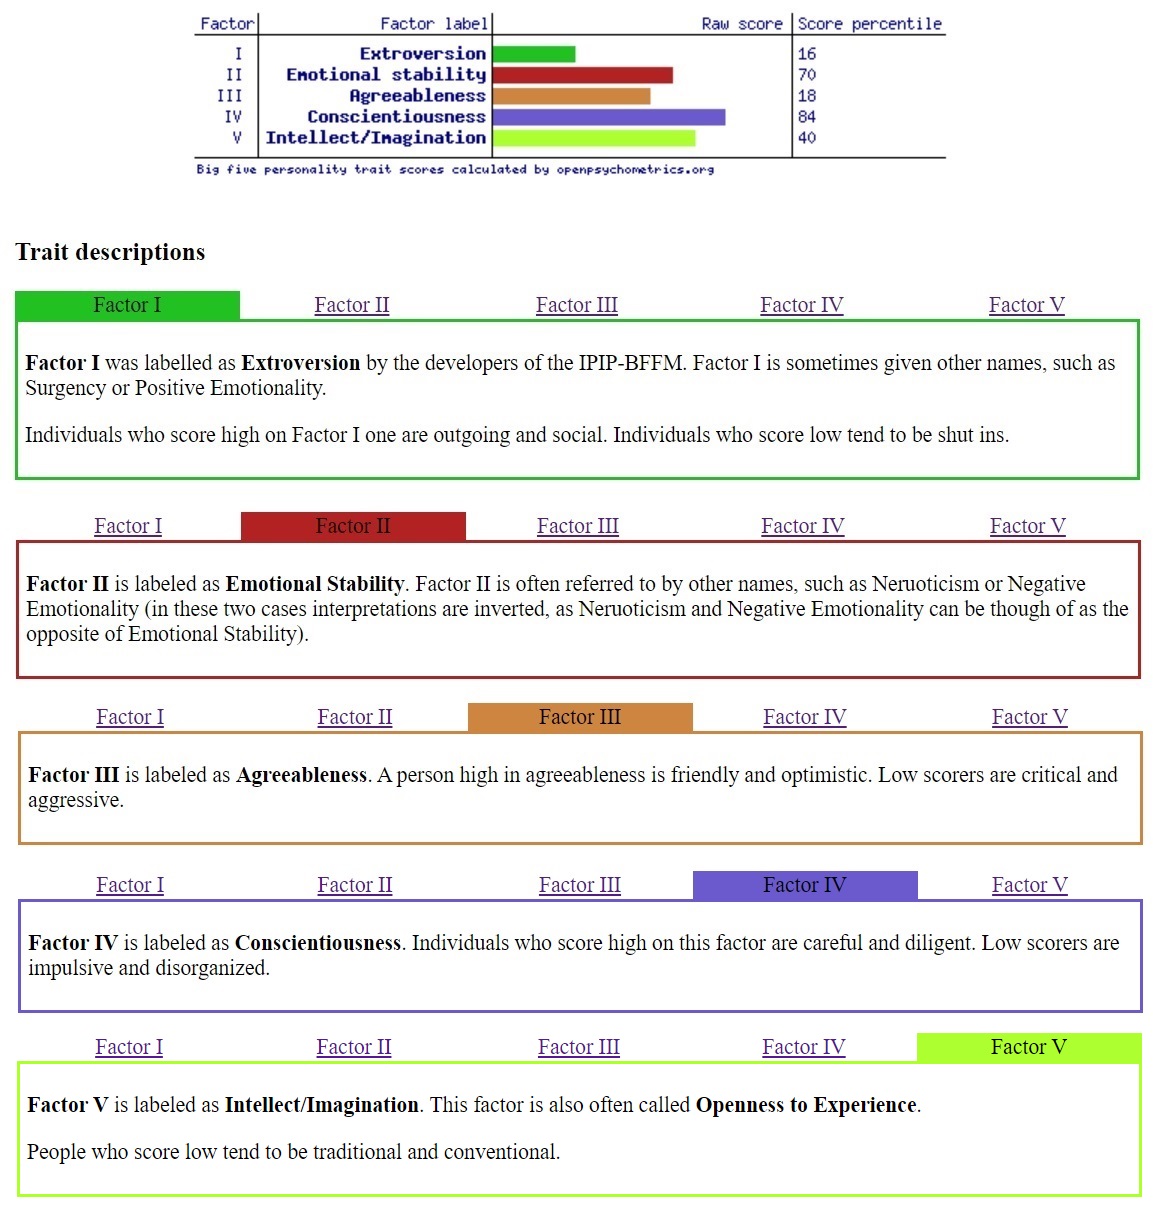 Factor Factor label Raw score Score percentile
I Extroversion 16
II Emotional stability 70
III Agreeableness 18
IV Conscientiousness 84
V Intellect/Imagination 40
Big five personality trait scores calculated by openpsychometrics.org
Trait descriptions
Factor I Factor II Factor III Factor IV Factor V
Factor I was labelled as Extroversion by the developers of the IPIP-BFFM. Factor I is sometimes given other names, such as
Surgency or Positive Emotionality.
Individuals who score high on Factor I one are outgoing and social. Individuals who score low tend to be shut ins.
Factor I Factor II Factor III Factor IV Factor V
Factor II is labeled as Emotional Stability. Factor II is often referred to by other names, such as Neruoticism or Negative
Emotionality (in these two cases interpretations are inverted, as Neruoticism and Negative Emotionality can be though of as the
opposite of Emotional Stability).
Factor I Factor II Factor III Factor IV Factor V
Factor III is labeled as Agreeableness. A person high in agreeableness is friendly and optimistic. Low scorers are critical and
aggressive.
Factor I Factor II Factor III Factor IV Factor V
Factor IV is labeled as Conscientiousness. Individuals who score high on this factor are careful and diligent. Low scorers are
impulsive and disorganized.
Factor I Factor II Factor III Factor IV Factor V
Factor V is labeled as Intellect/Imagination. This factor is also often called Openness to Experience.
People who score low tend to be traditional and conventional.